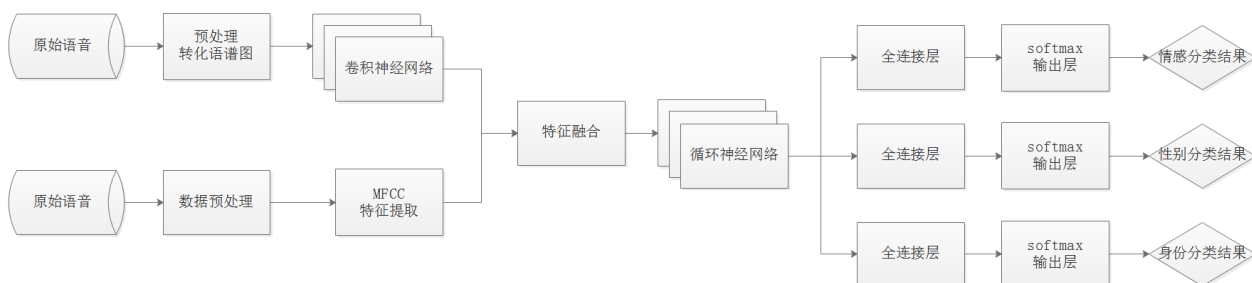 原始语音
预处理
转化语谱图
卷积神经网络
原始语音
数据预处理
MFCC
特征提取
特征融合
循环神经网络
全连接层
softmax
输出层
情感分类结果
全连接层
softmax
输出层
性别分类结果
全连接层
softmax
输出层
身份分类结果